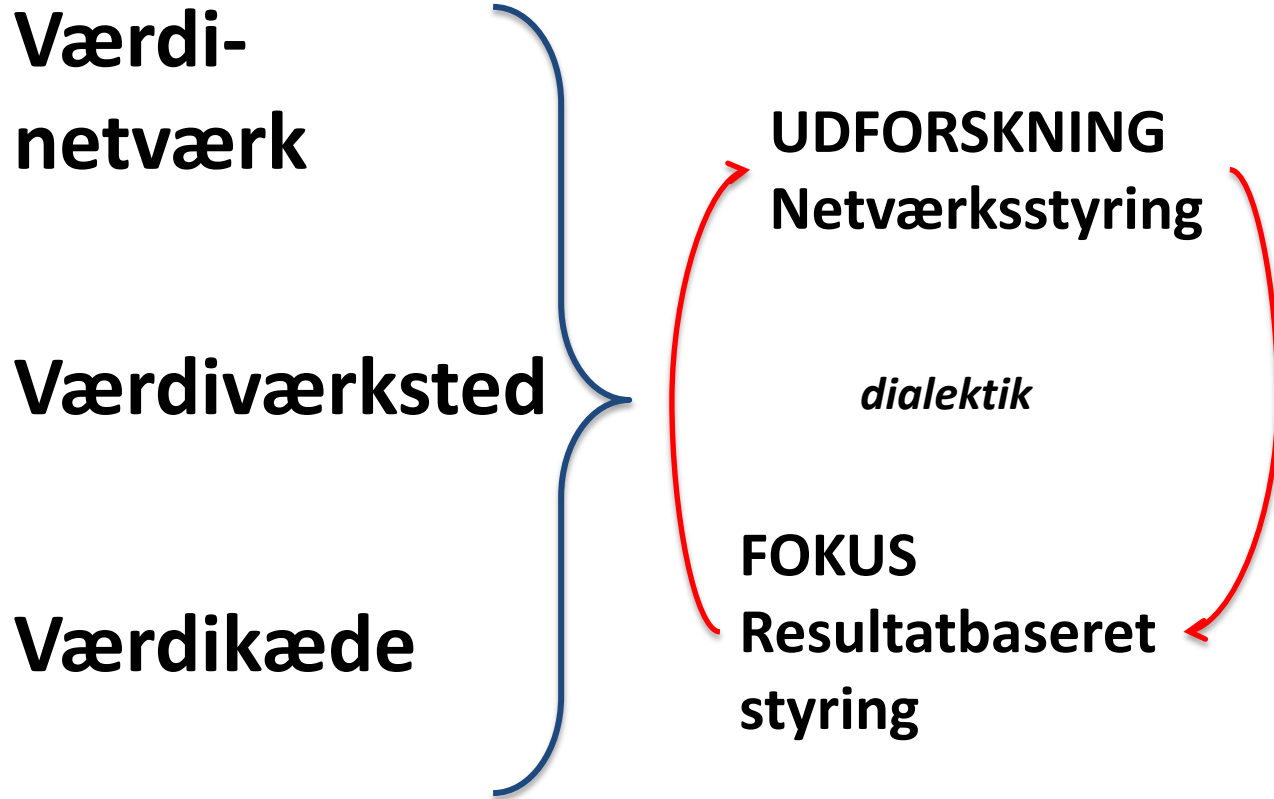 Værdi-
netværk
Værdiværksted
Værdikæde
UDFORSKNING
Netværksstyring
dialektik
FOKUS
Resultatbaseret
styring